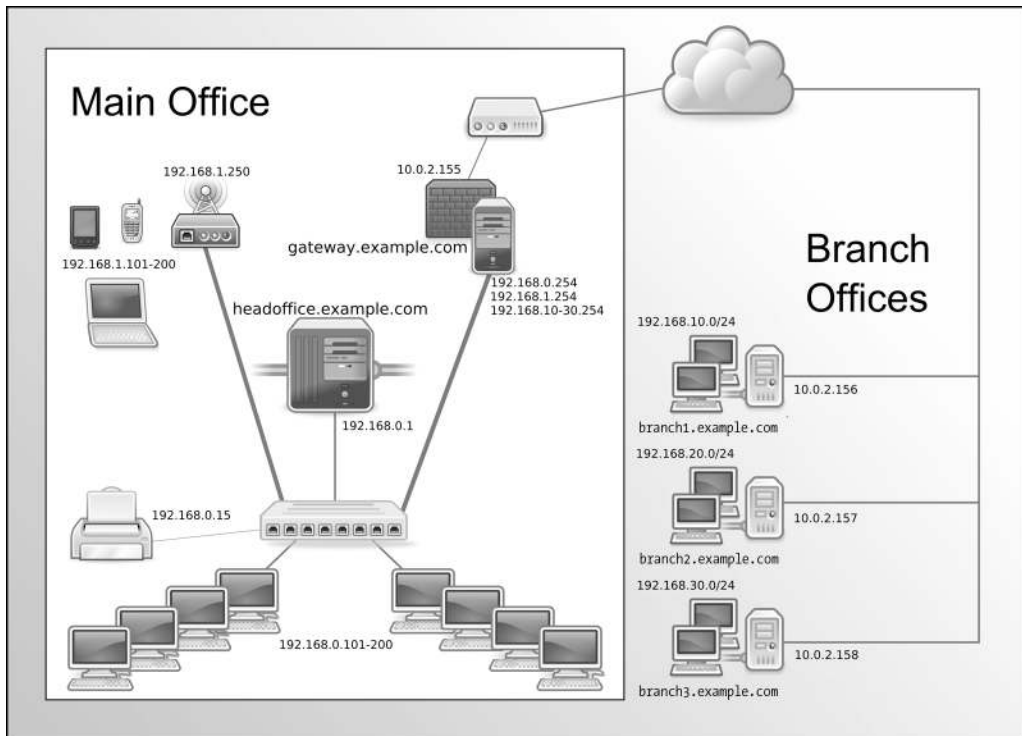 Main Office
192.168.1.250
10.0.2.155
192.168.1.101-200
gateway.example.com
192.168.0.254
192.168.1.254
192.168.10-30.254
headoffice.example.com
192.168.0.1
192.168.0.15
192.168.0.101-200
Branch
Offices
192.168.10.0/24
10.0.2.156
branch1.example.com
192.168.20.0/24
10.0.2.157
branch2.example.com
192.168.30.0/24
10.0.2.158
branch3.example.com